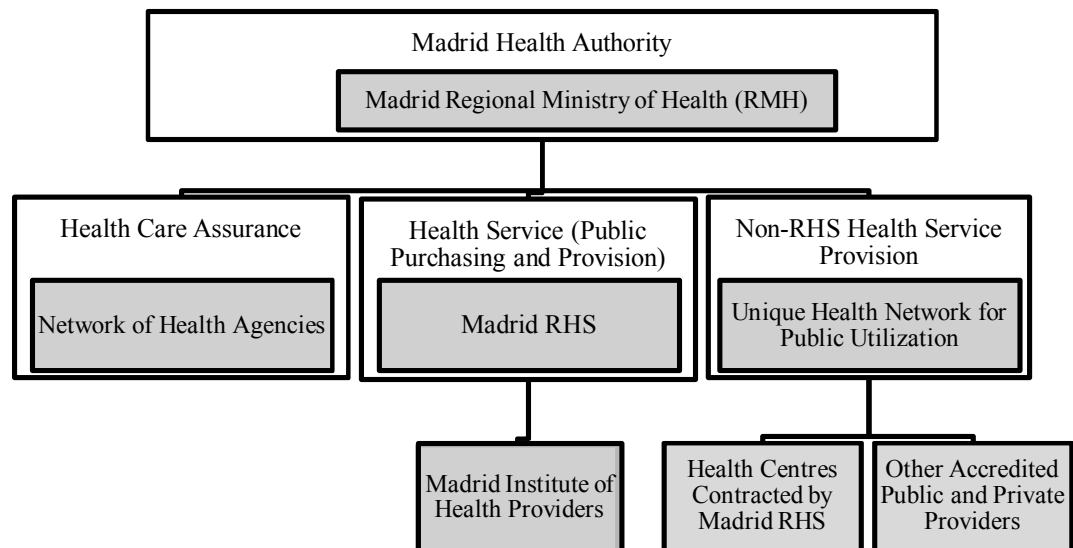 Madrid Health Authority
Madrid Regional Ministry of Health (RMH)
Health Care Assurance
Network of Health Agencies
Health Service (Public
Purchasing and Provision)
Madrid RHS
Non-RHS Health Service
Provision
Unique Health Network for
Public Utilization
Madrid Institute of
Health Providers
Health Centres
Contracted by
Madrid RHS
Other Accredited
Public and Private
Providers